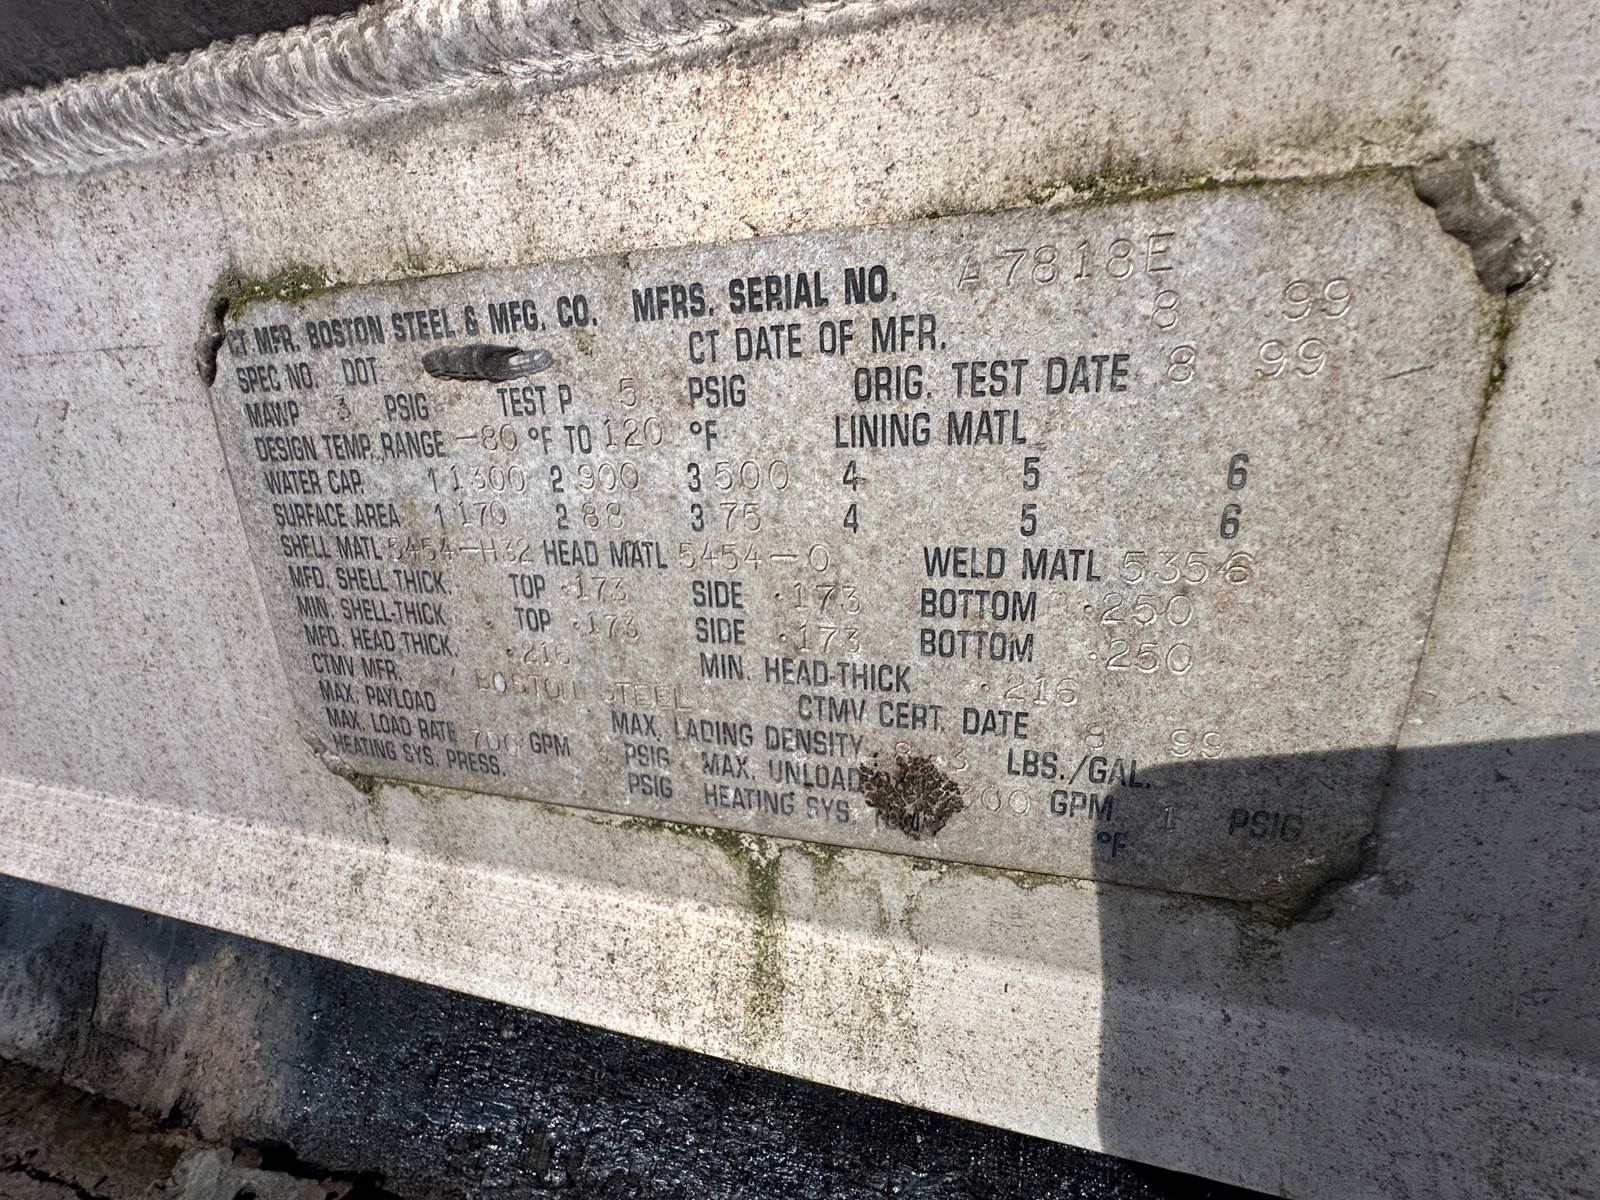 CT MFR. BOSTON STEEL & MFG. CO. MFRS. SERIAL NO. A7818E
SPEC NO. DOT CT DATE OF MFR. 8 99
MAWP 3 PSIG TEST P 5 PSIG ORIG. TEST DATE 8 99
DESIGN TEMP. RANGE -80 °F TO 120 °F LINING MATL
WATER CAP. 1 1300 2 900 3 500 4 5 6
SURFACE AREA 1 170 2 88 3 75 4 5 6
SHELL MATL 5454-H32 HEAD MATL 5454-0 WELD MATL 5356
MFD. SHELL THICK. TOP .173 SIDE .173 BOTTOM .250
MIN. SHELL-THICK. TOP .173 SIDE .173 BOTTOM .250
MFD. HEAD THICK. .216 MIN. HEAD-THICK .216
CTMV MFR. BOSTON STEEL CTMV CERT. DATE 8 99
MAX. PAYLOAD MAX. LADING DENSITY LBS./GAL.
MAX. LOAD RATE 700 GPM PSIG MAX. UNLOAD GPM 1 PSIG
HEATING SYS. PRESS. PSIG HEATING SYS. °F